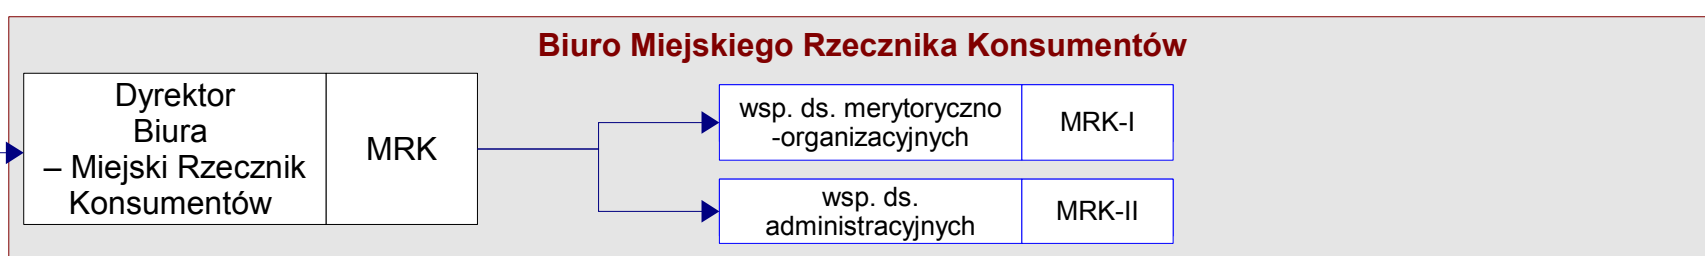 Biuro Miejskiego Rzecznika Konsumentów
Dyrektor
Biura
– Miejski Rzecznik
Konsumentów
MRK
wsp. ds. merytoryczno
-organizacyjnych
MRK-I
wsp. ds.
administracyjnych
MRK-II